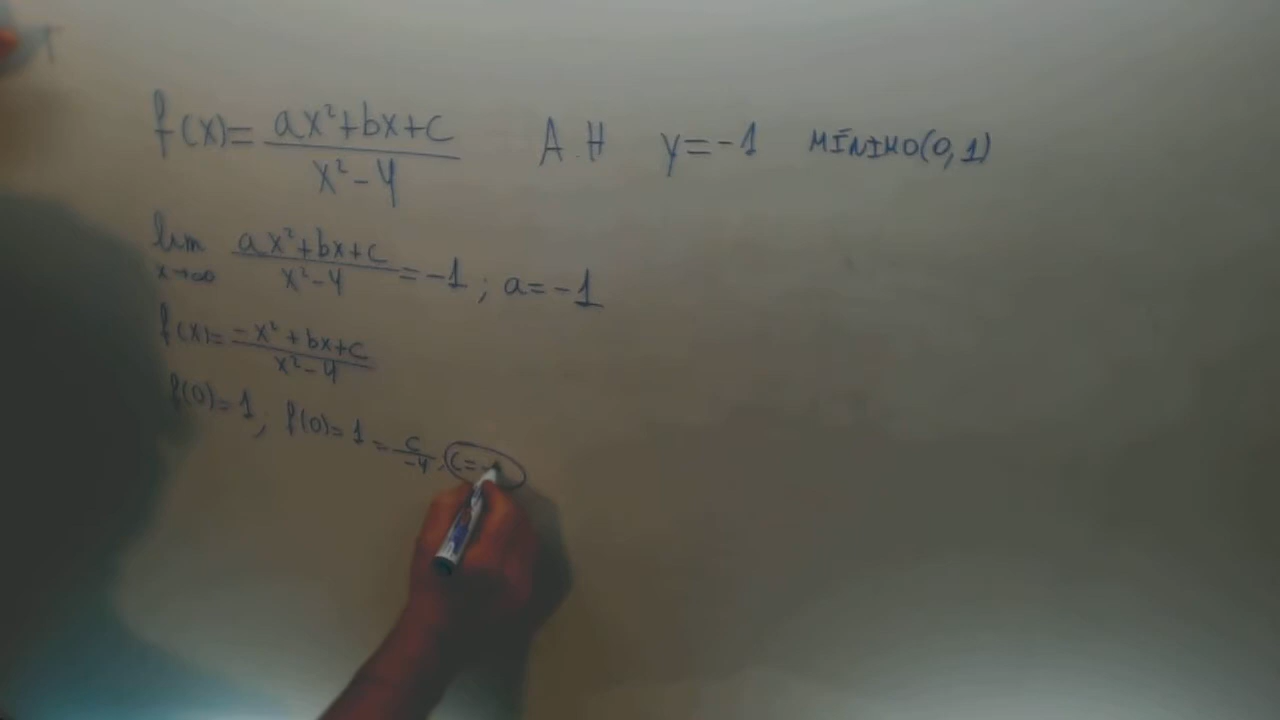 f(x)= ax²+bx+c / x²-4 A.H y=-1 MÍNIMO(0,1)
lim x→∞ ax²+bx+c / x²-4 =-1 ; a=-1
f(x)= -x²+bx+c / x²-4
f(0)=1 ; f(0)=1 = c/-4 , c=-